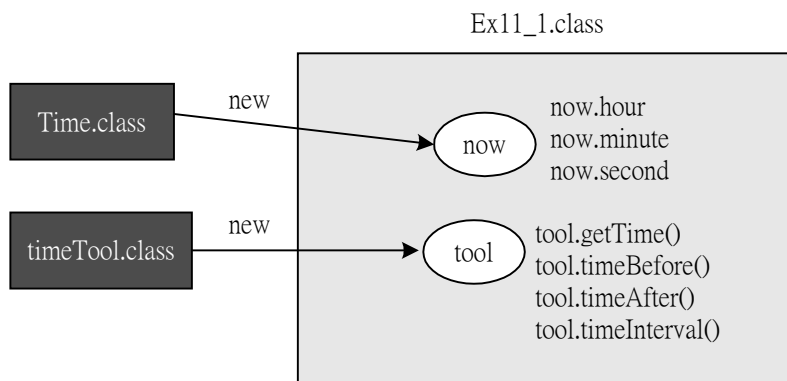 Ex11_1.class
new
Time.class
now
now.hour
now.minute
now.second
new
timeTool.class
tool
tool.getTime()
tool.timeBefore()
tool.timeAfter()
tool.timeInterval()